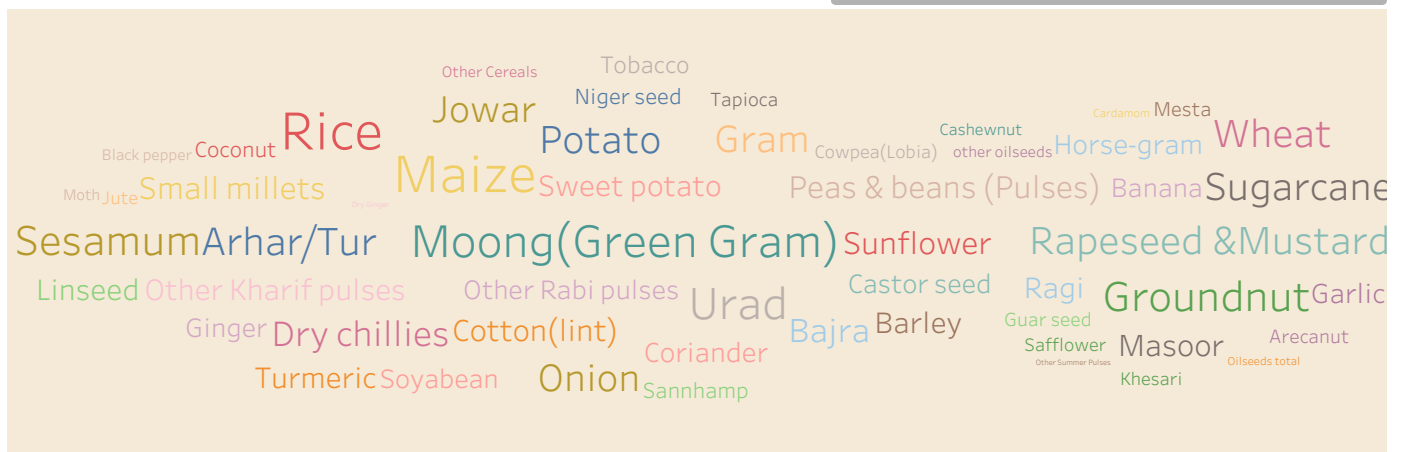 Other Cereals
Tobacco
Jowar
Niger seed
Tapioca
Cardamom
Mesta
Rice
Potato
Gram
Cashewnut
Wheat
Black pepper
Coconut
Cowpea(Lobia)
other oilseeds
Horse-gram
Maize
Moth
Jute
Small millets
Sweet potato
Peas & beans (Pulses)
Banana
Sugarcane
Dry Ginger
Sesamum
Arhar/Tur
Moong(Green Gram)
Sunflower
Rapeseed &Mustard
Linseed
Other Kharif pulses
Other Rabi pulses
Urad
Castor seed
Ragi
Groundnut
Garlic
Ginger
Dry chillies
Cotton(lint)
Bajra
Barley
Guar seed
Arecanut
Coriander
Safflower
Masoor
Other Summer Pulses
Oilseeds total
Turmeric
Soyabean
Onion
Sannhamp
Khesari